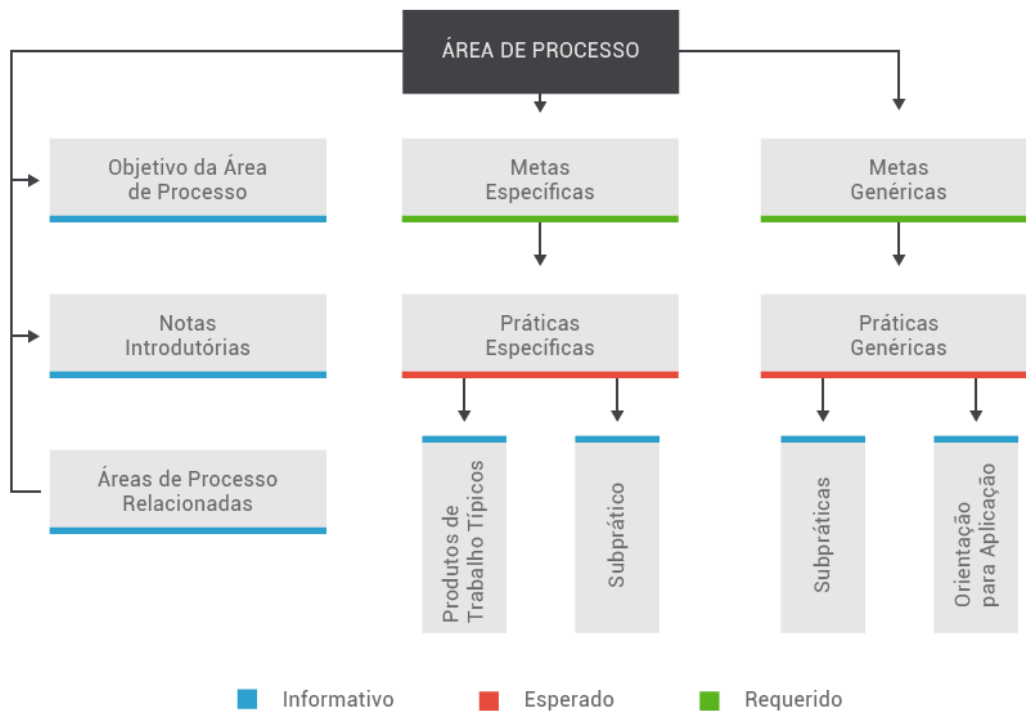 ÁREA DE PROCESSO
Objetivo da Área
de Processo
Metas
Específicas
Metas
Genéricas
Notas
Introdutórias
Práticas
Específicas
Práticas
Genéricas
Áreas de Processo
Relacionadas
Produtos de
Trabalho Típicos
Subprático
Subpráticas
Orientação
para Aplicação
Informativo
Esperado
Requerido